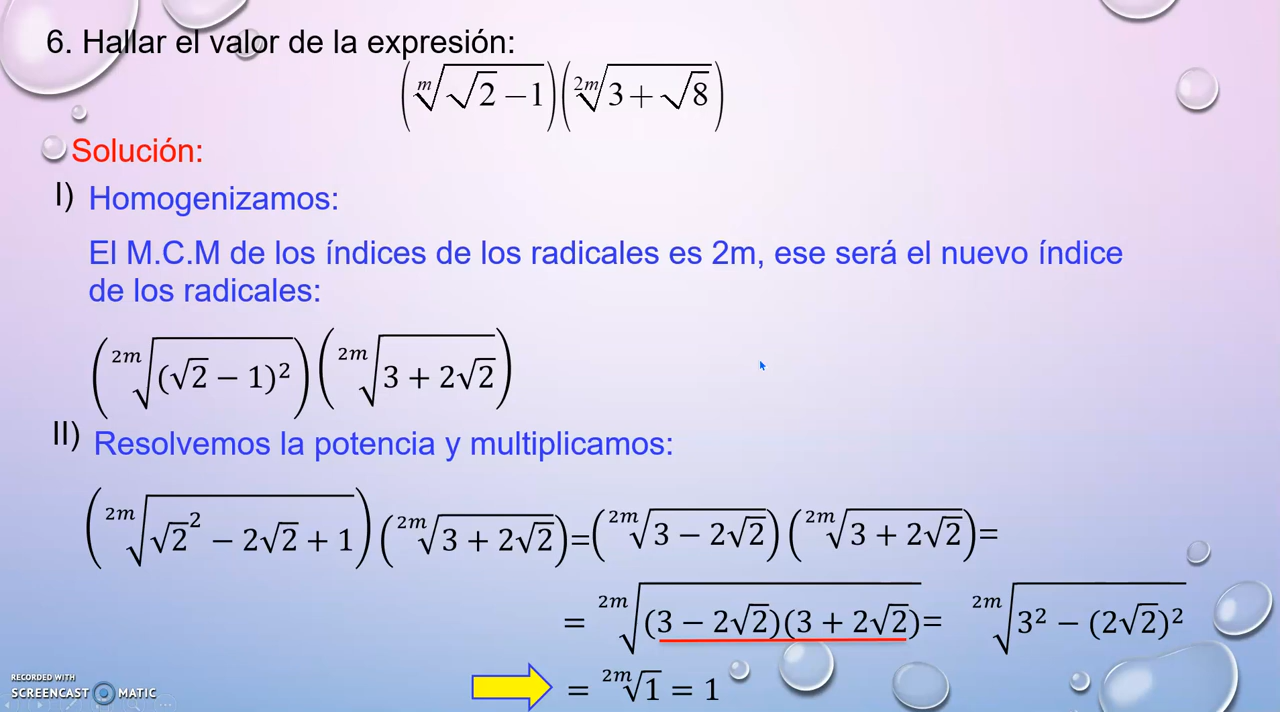 6. Hallar el valor de la expresión:
(ᵐ√(√2 − 1)) (²ᵐ√(3 + √8))
Solución:
I) Homogenizamos:
El M.C.M de los índices de los radicales es 2m, ese será el nuevo índice
de los radicales:
(²ᵐ√((√2 − 1)²)) (²ᵐ√(3 + 2√2))
II) Resolvemos la potencia y multiplicamos:
(²ᵐ√(√2² − 2√2 + 1)) (²ᵐ√(3 + 2√2)) = (²ᵐ√(3 − 2√2)) (²ᵐ√(3 + 2√2)) =
= ²ᵐ√((3 − 2√2)(3 + 2√2)) = ²ᵐ√(3² − (2√2)²)
= ²ᵐ√1 = 1
RECORDED WITH
SCREENCAST MATIC